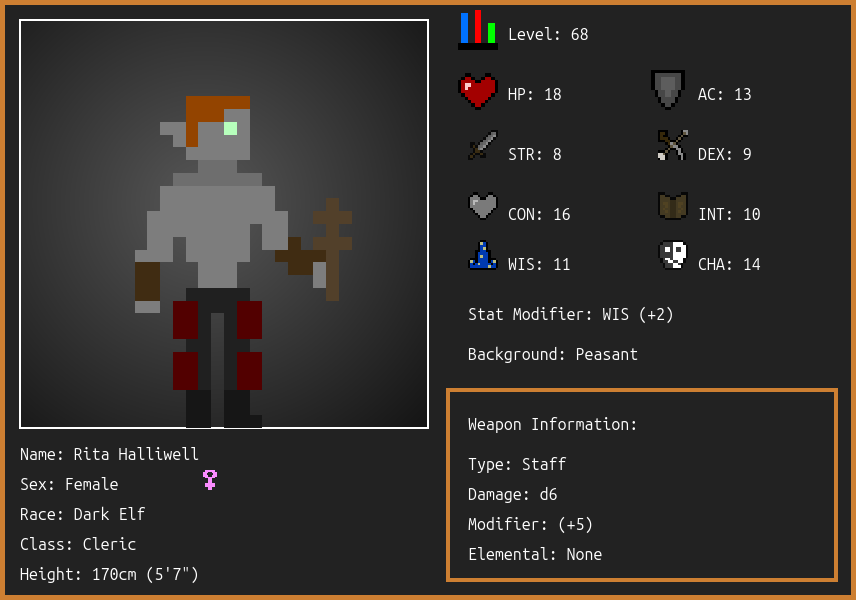 Level: 68
HP: 18
AC: 13
STR: 8
DEX: 9
CON: 16
INT: 10
WIS: 11
CHA: 14
Stat Modifier: WIS (+2)
Background: Peasant
Weapon Information:
Type: Staff
Damage: d6
Modifier: (+5)
Elemental: None
Name: Rita Halliwell
Sex: Female
Race: Dark Elf
Class: Cleric
Height: 170cm (5'7")